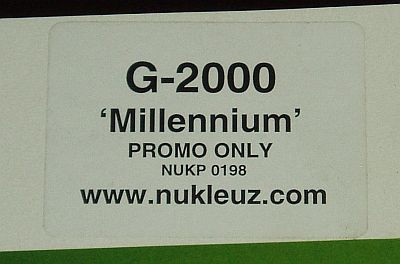 G-2000
‘Millennium’
PROMO ONLY
NUKP 0198
www.nukleuz.com